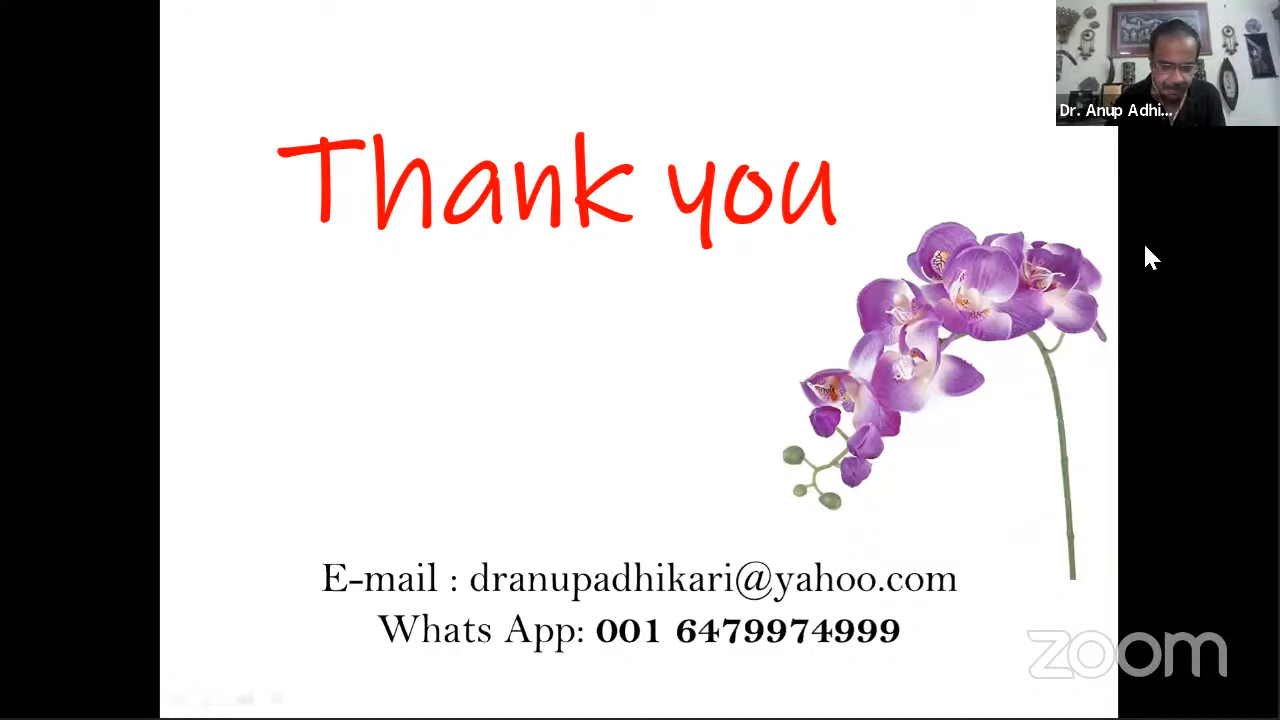 Dr. Anup Adhi...
Thank you
E-mail : dranupadhikari@yahoo.com
Whats App: 001 6479974999
zoom